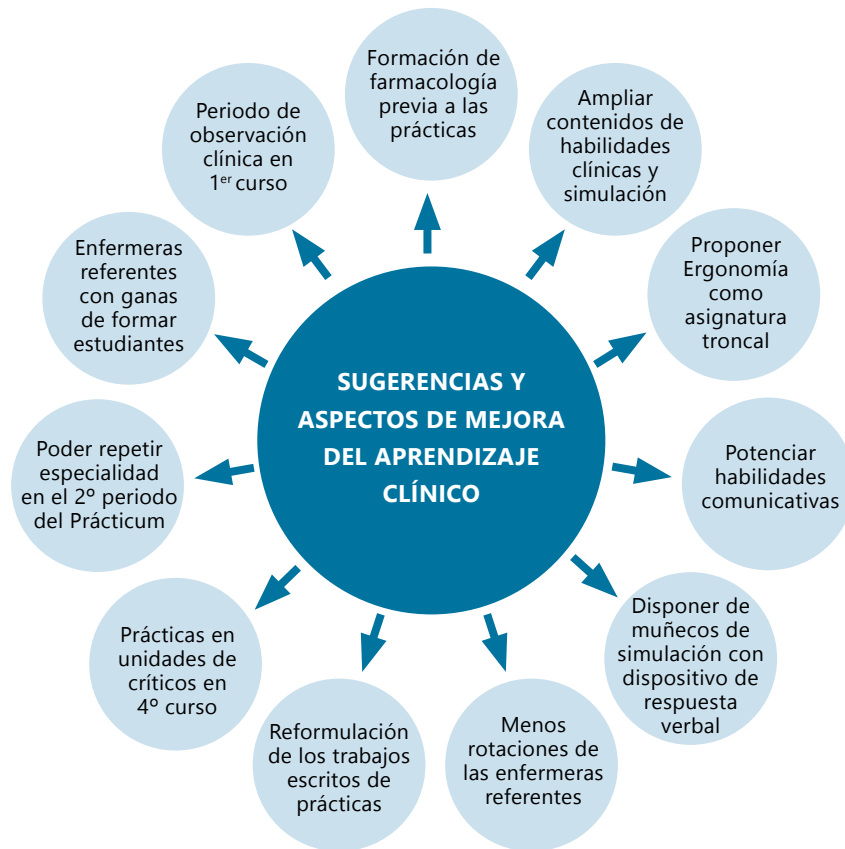 Formación de
farmacología
previa a las
prácticas
Ampliar
contenidos de
habilidades
clínicas y
simulación
Proponer
Ergonomía
como
asignatura
troncal
Potenciar
habilidades
comunicativas
Disponer de
muñecos de
simulación con
dispositivo de
respuesta
verbal
Menos
rotaciones de
las enfermeras
referentes
Reformulación
de los trabajos
escritos de
prácticas
Prácticas en
unidades de
críticos en
4º curso
Poder repetir
especialidad
en el 2º periodo
del Prácticum
Enfermeras
referentes
con ganas
de formar
estudiantes
Periodo de
observación
clínica en
1er curso
SUGERENCIAS Y
ASPECTOS DE MEJORA
DEL APRENDIZAJE
CLÍNICO